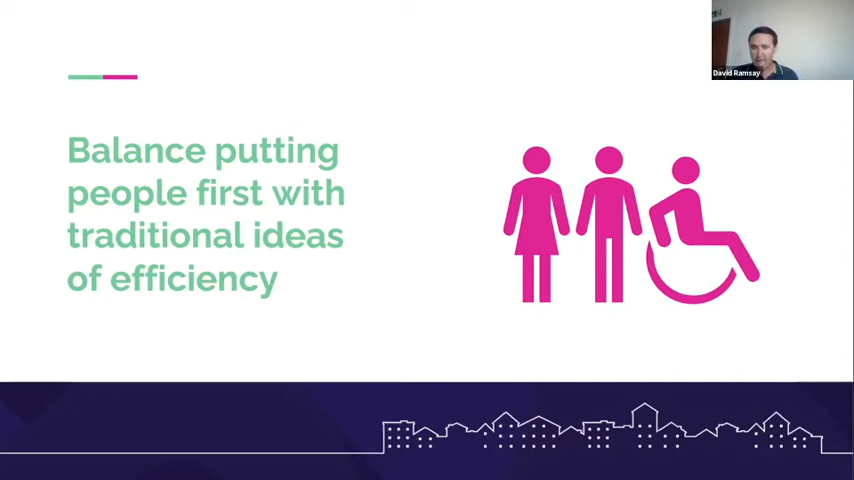 David Ramsay
Balance putting
people first with
traditional ideas
of efficiency